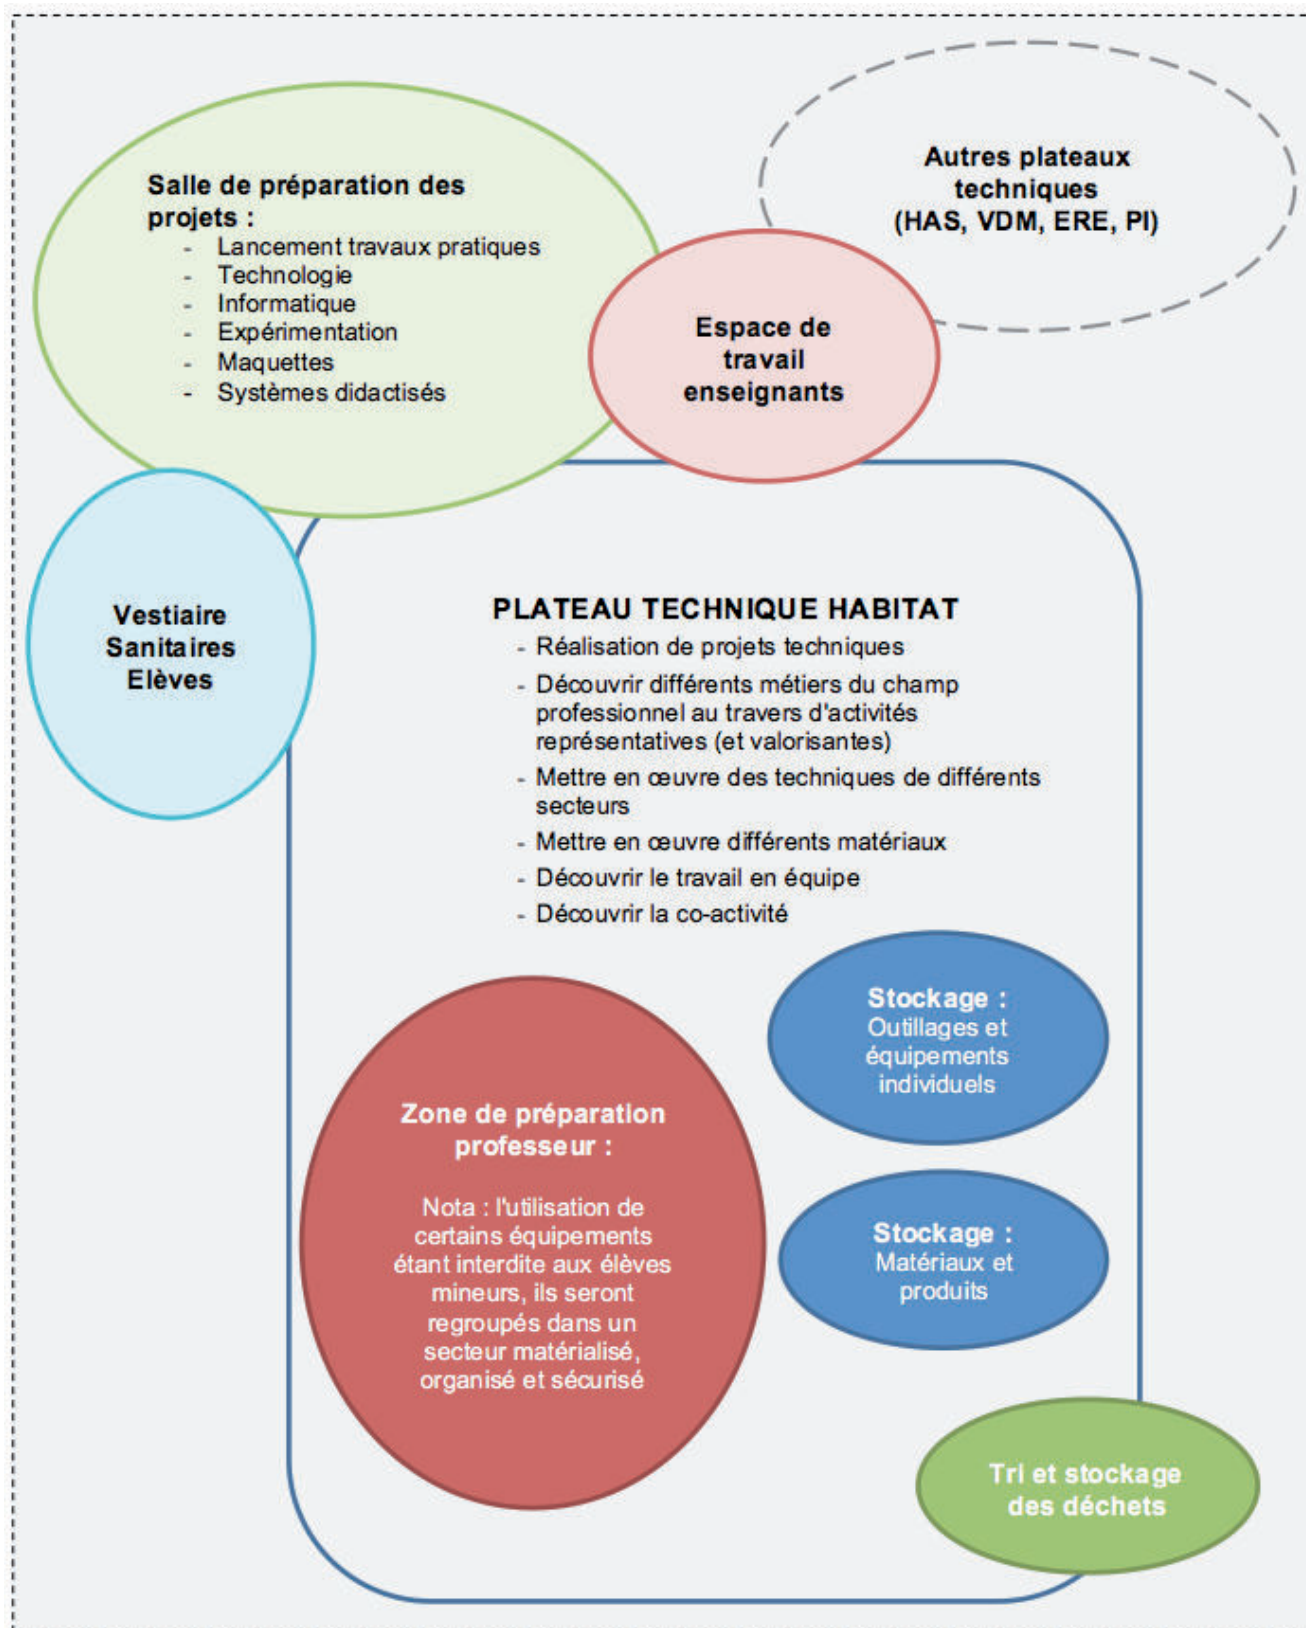 Salle de préparation des
projets :
- Lancement travaux pratiques
- Technologie
- Informatique
- Expérimentation
- Maquettes
- Systèmes didactisés
Autres plateaux
techniques
(HAS, VDM, ERE, PI)
Espace de
travail
enseignants
Vestiaire
Sanitaires
Elèves
PLATEAU TECHNIQUE HABITAT
- Réalisation de projets techniques
- Découvrir différents métiers du champ
professionnel au travers d'activités
représentatives (et valorisantes)
- Mettre en œuvre des techniques de différents
secteurs
- Mettre en œuvre différents matériaux
- Découvrir le travail en équipe
- Découvrir la co-activité
Stockage :
Outillages et
équipements
individuels
Zone de préparation
professeur :
Nota : l'utilisation de
certains équipements
étant interdite aux élèves
mineurs, ils seront
regroupés dans un
secteur matérialisé,
organisé et sécurisé
Stockage :
Matériaux et
produits
Tri et stockage
des déchets